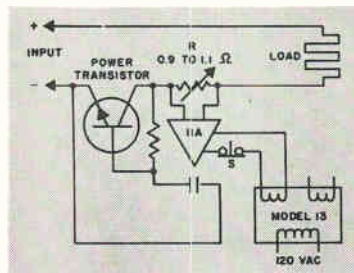 +
INPUT
-
POWER
TRANSISTOR
R
0.9 TO 1.1 Ω
LOAD
11A
S
MODEL 13
120 VAC